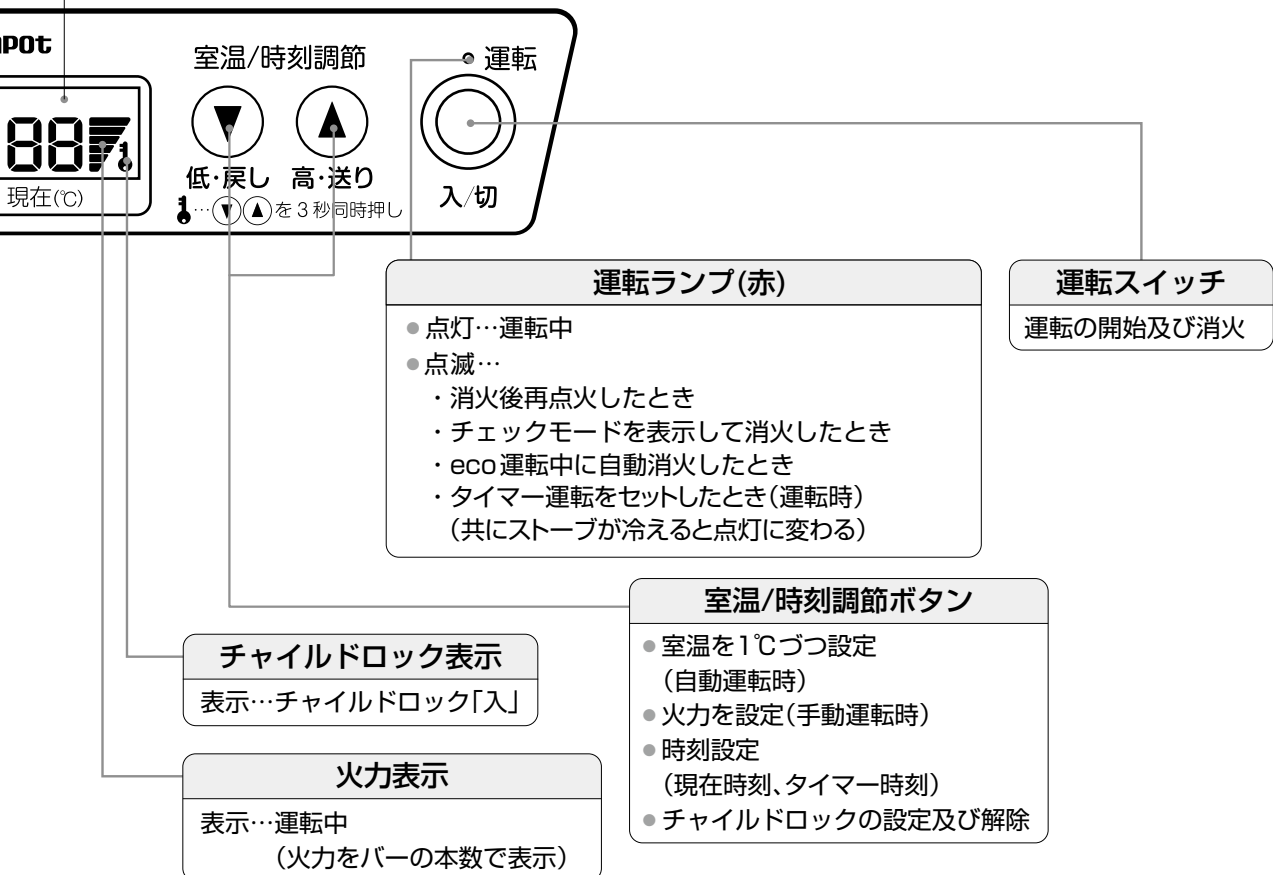 室温/時刻調節
運転
88
現在(℃)
低・戻し 高・送り
…▼▲を3秒同時押し
入/切
運転ランプ(赤)
●点灯…運転中
●点滅…
・消火後再点火したとき
・チェックモードを表示して消火したとき
・eco運転中に自動消火したとき
・タイマー運転をセットしたとき(運転時)
(共にストーブが冷えると点灯に変わる)
運転スイッチ
運転の開始及び消火
室温/時刻調節ボタン
●室温を1℃づつ設定
(自動運転時)
●火力を設定(手動運転時)
●時刻設定
(現在時刻、タイマー時刻)
●チャイルドロックの設定及び解除
チャイルドロック表示
表示…チャイルドロック「入」
火力表示
表示…運転中
(火力をバーの本数で表示)